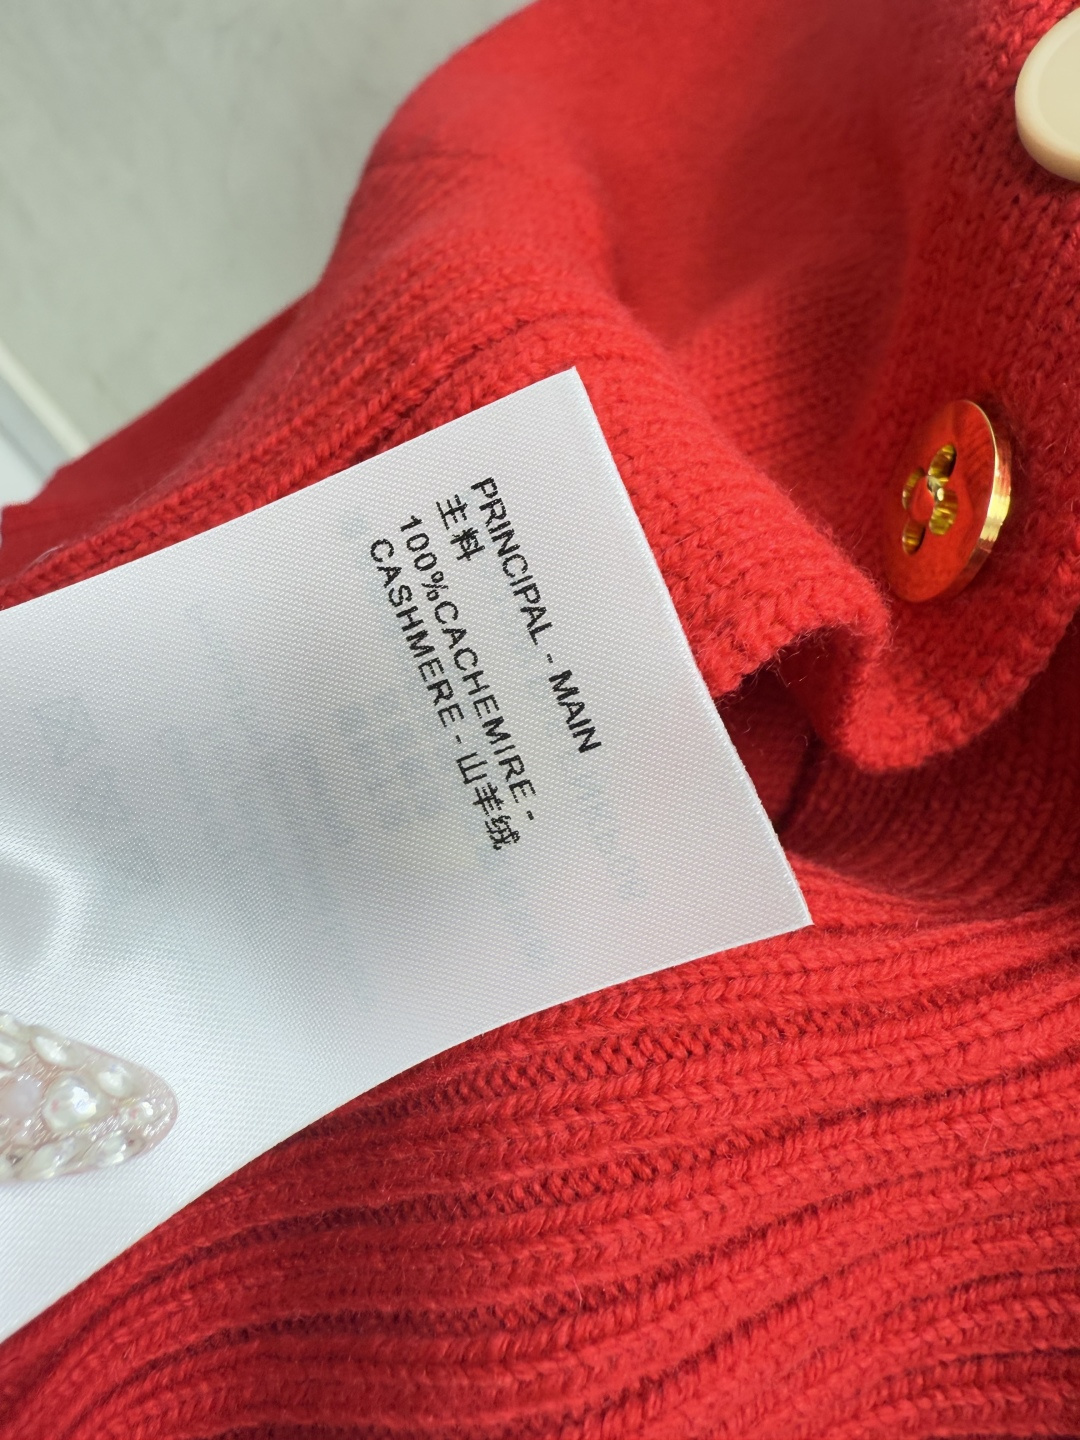 PRINCIPAL - MAIN
主料
100%CACHEMIRE -
CASHMERE - 山羊绒